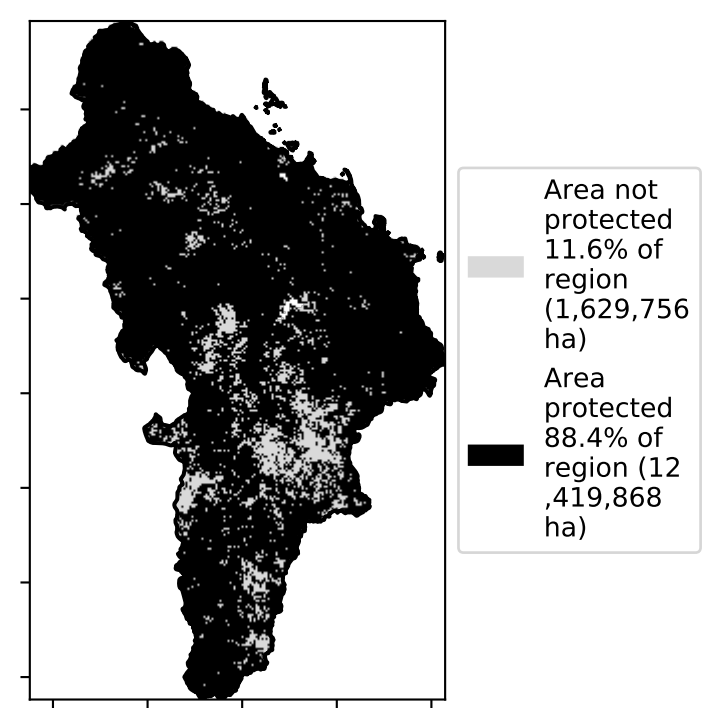 Area not
protected
11.6% of
region
(1,629,756
ha)
Area
protected
88.4% of
region (12
,419,868
ha)